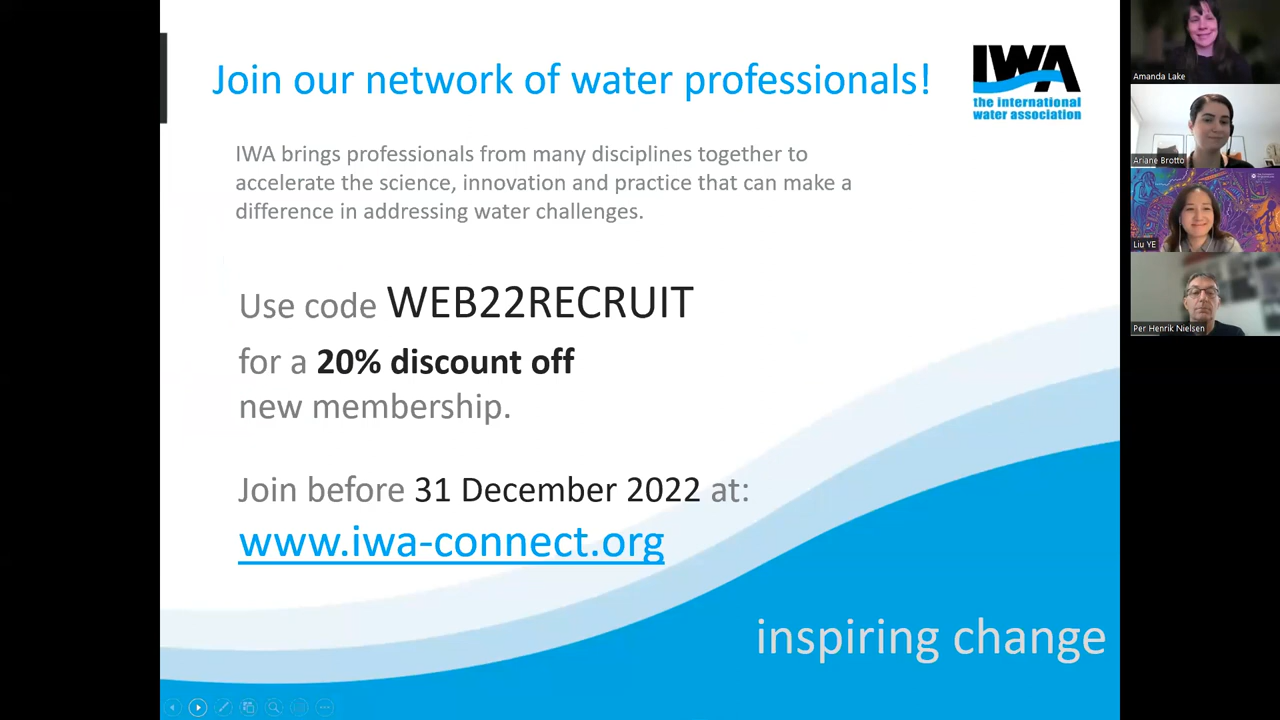 Join our network of water professionals!
IWA
the international
water association
IWA brings professionals from many disciplines together to
accelerate the science, innovation and practice that can make a
difference in addressing water challenges.
Use code WEB22RECRUIT
for a 20% discount off
new membership.
Join before 31 December 2022 at:
www.iwa-connect.org
inspiring change
Amanda Lake
Ariane Brotto
Liu YE
Per Henrik Nielsen